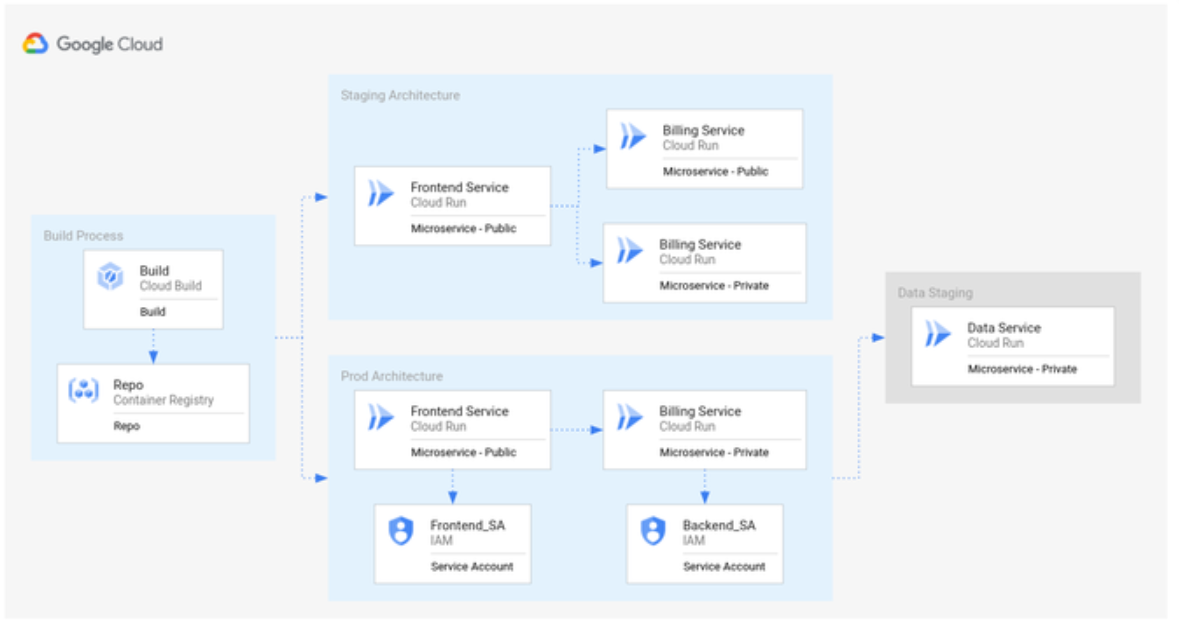 Google Cloud
Staging Architecture
Billing Service
Cloud Run
Microservice - Public
Frontend Service
Cloud Run
Microservice - Public
Billing Service
Cloud Run
Microservice - Private
Build Process
Build
Cloud Build
Build
Repo
Container Registry
Repo
Prod Architecture
Frontend Service
Cloud Run
Microservice - Public
Billing Service
Cloud Run
Microservice - Private
Frontend_SA
IAM
Service Account
Backend_SA
IAM
Service Account
Data Staging
Data Service
Cloud Run
Microservice - Private